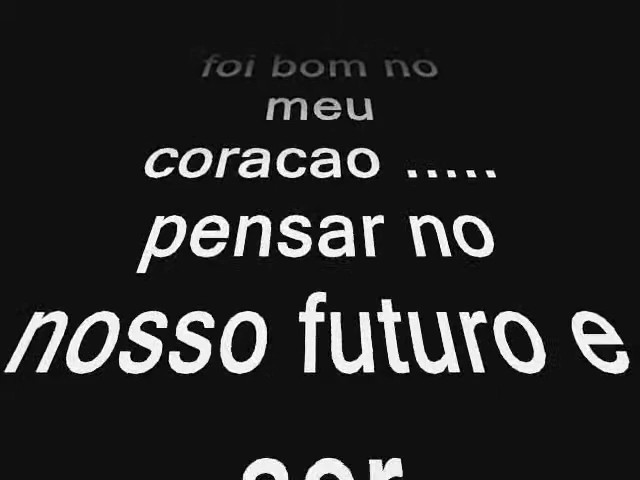 foi bom no
meu
coracao .....
pensar no
nosso futuro e